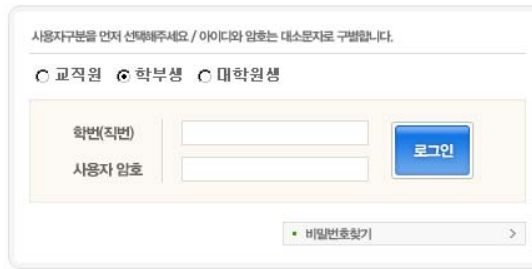 사용자구분을 먼저 선택해주세요 / 아이디와 암호는 대소문자로 구별합니다.
교직원 학부생 대학원생
학번(직번)
로그인
사용자 암호
비밀번호찾기 >